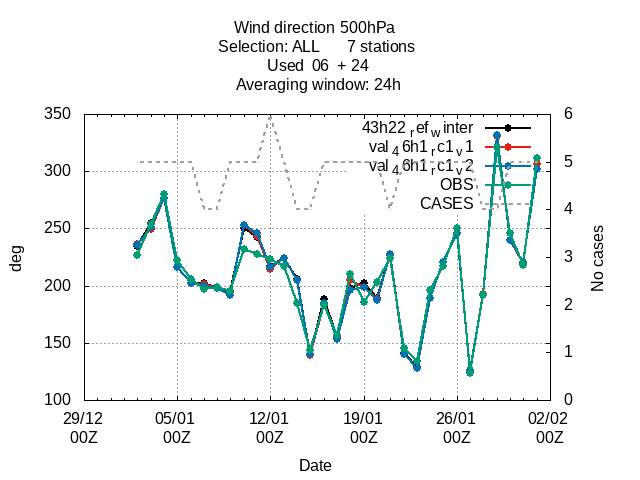 Wind direction 500hPa
Selection: ALL 7 stations
Used 06 + 24
Averaging window: 24h
350 6
43h22_ref_winter
val_46h1_rc1_v1
val_46h1_rc1_v2
OBS
CASES
300 5
250 4
deg
No cases
200 3
2
150 1
100 0
29/12 05/01 12/01 19/01 26/01 02/02
00Z 00Z 00Z 00Z 00Z 00Z
Date